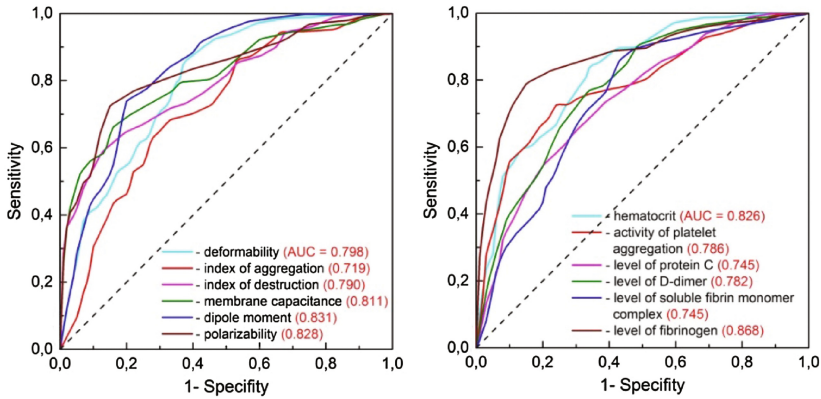 1,0
0,8
0,6
0,4
0,2
0,0
Sensitivity
- deformability (AUC = 0.798)
- index of aggregation (0.719)
- index of destruction (0.790)
- membrane capacitance (0.811)
- dipole moment (0.831)
- polarizability (0.828)
0,0 0,2 0,4 0,6 0,8 1,0
1- Specifity
1,0
0,8
0,6
0,4
0,2
0,0
Sensitivity
- hematocrit (AUC = 0.826)
- activity of platelet
aggregation (0.786)
- level of protein C (0.745)
- level of D-dimer (0.782)
- level of soluble fibrin monomer
complex (0.745)
- level of fibrinogen (0.868)
0,0 0,2 0,4 0,6 0,8 1,0
1- Specifity